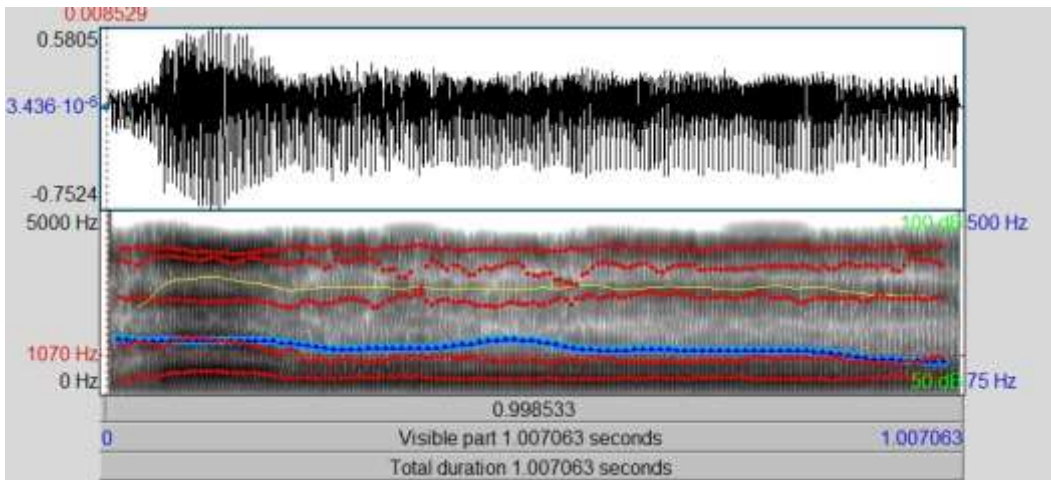 0.008529
0.5805
3.436·10-6
-0.7524
5000 Hz 100 dB 500 Hz
1070 Hz
0 Hz 50 dB 75 Hz
0.998533
0 Visible part 1.007063 seconds 1.007063
Total duration 1.007063 seconds